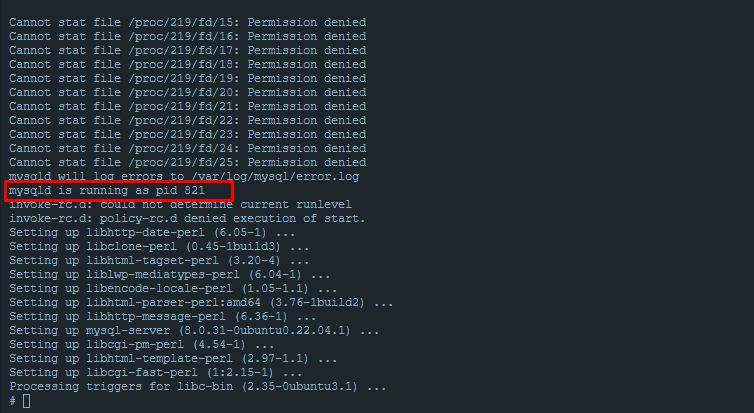 Cannot stat file /proc/219/fd/15: Permission denied
Cannot stat file /proc/219/fd/16: Permission denied
Cannot stat file /proc/219/fd/17: Permission denied
Cannot stat file /proc/219/fd/18: Permission denied
Cannot stat file /proc/219/fd/19: Permission denied
Cannot stat file /proc/219/fd/20: Permission denied
Cannot stat file /proc/219/fd/21: Permission denied
Cannot stat file /proc/219/fd/22: Permission denied
Cannot stat file /proc/219/fd/23: Permission denied
Cannot stat file /proc/219/fd/24: Permission denied
Cannot stat file /proc/219/fd/25: Permission denied
mysqld will log errors to /var/log/mysql/error.log
mysqld is running as pid 821
invoke-rc.d: could not determine current runlevel
invoke-rc.d: policy-rc.d denied execution of start.
Setting up libhttp-date-perl (6.05-1) ...
Setting up libclone-perl (0.45-1build3) ...
Setting up libhtml-tagset-perl (3.20-4) ...
Setting up liblwp-mediatypes-perl (6.04-1) ...
Setting up libencode-locale-perl (1.05-1.1) ...
Setting up libhtml-parser-perl:amd64 (3.76-1build2) ...
Setting up libhttp-message-perl (6.36-1) ...
Setting up mysql-server (8.0.31-0ubuntu0.22.04.1) ...
Setting up libcgi-pm-perl (4.54-1) ...
Setting up libhtml-template-perl (2.97-1.1) ...
Setting up libcgi-fast-perl (1:2.15-1) ...
Processing triggers for libc-bin (2.35-0ubuntu3.1) ...
#